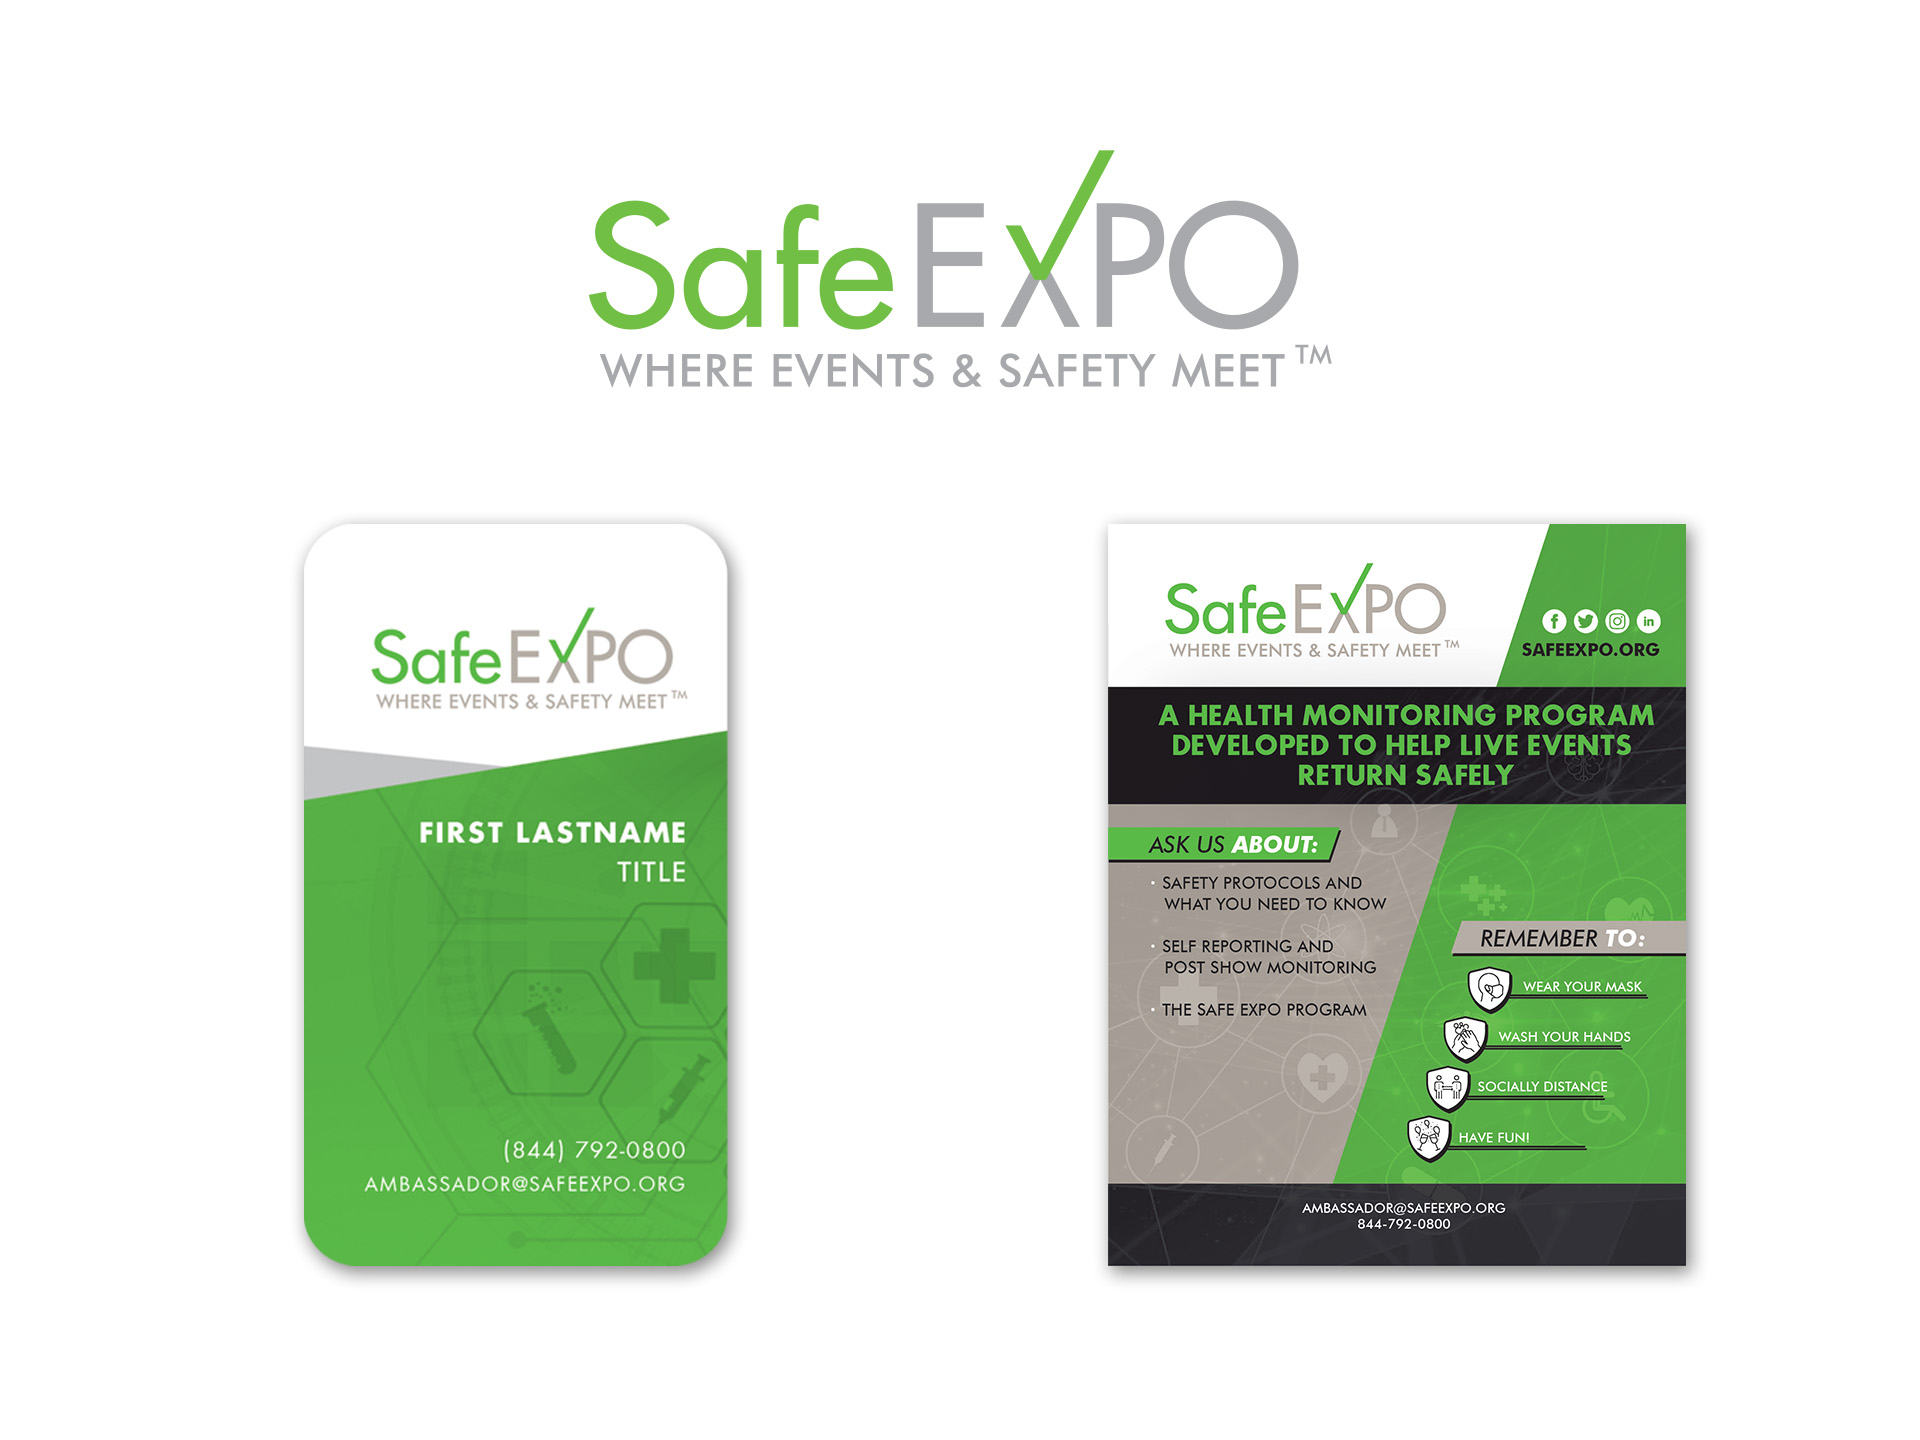 SafeEXPO
WHERE EVENTS & SAFETY MEET™
SafeEXPO
WHERE EVENTS & SAFETY MEET™
FIRST LASTNAME
TITLE
(844) 792-0800
AMBASSADOR@SAFEEXPO.ORG
SafeEXPO
WHERE EVENTS & SAFETY MEET™
f in
SAFEEXPO.ORG
A HEALTH MONITORING PROGRAM
DEVELOPED TO HELP LIVE EVENTS
RETURN SAFELY
ASK US ABOUT:
· SAFETY PROTOCOLS AND
WHAT YOU NEED TO KNOW
· SELF REPORTING AND
POST SHOW MONITORING
· THE SAFE EXPO PROGRAM
REMEMBER TO:
WEAR YOUR MASK
WASH YOUR HANDS
SOCIALLY DISTANCE
HAVE FUN!
AMBASSADOR@SAFEEXPO.ORG
844-792-0800